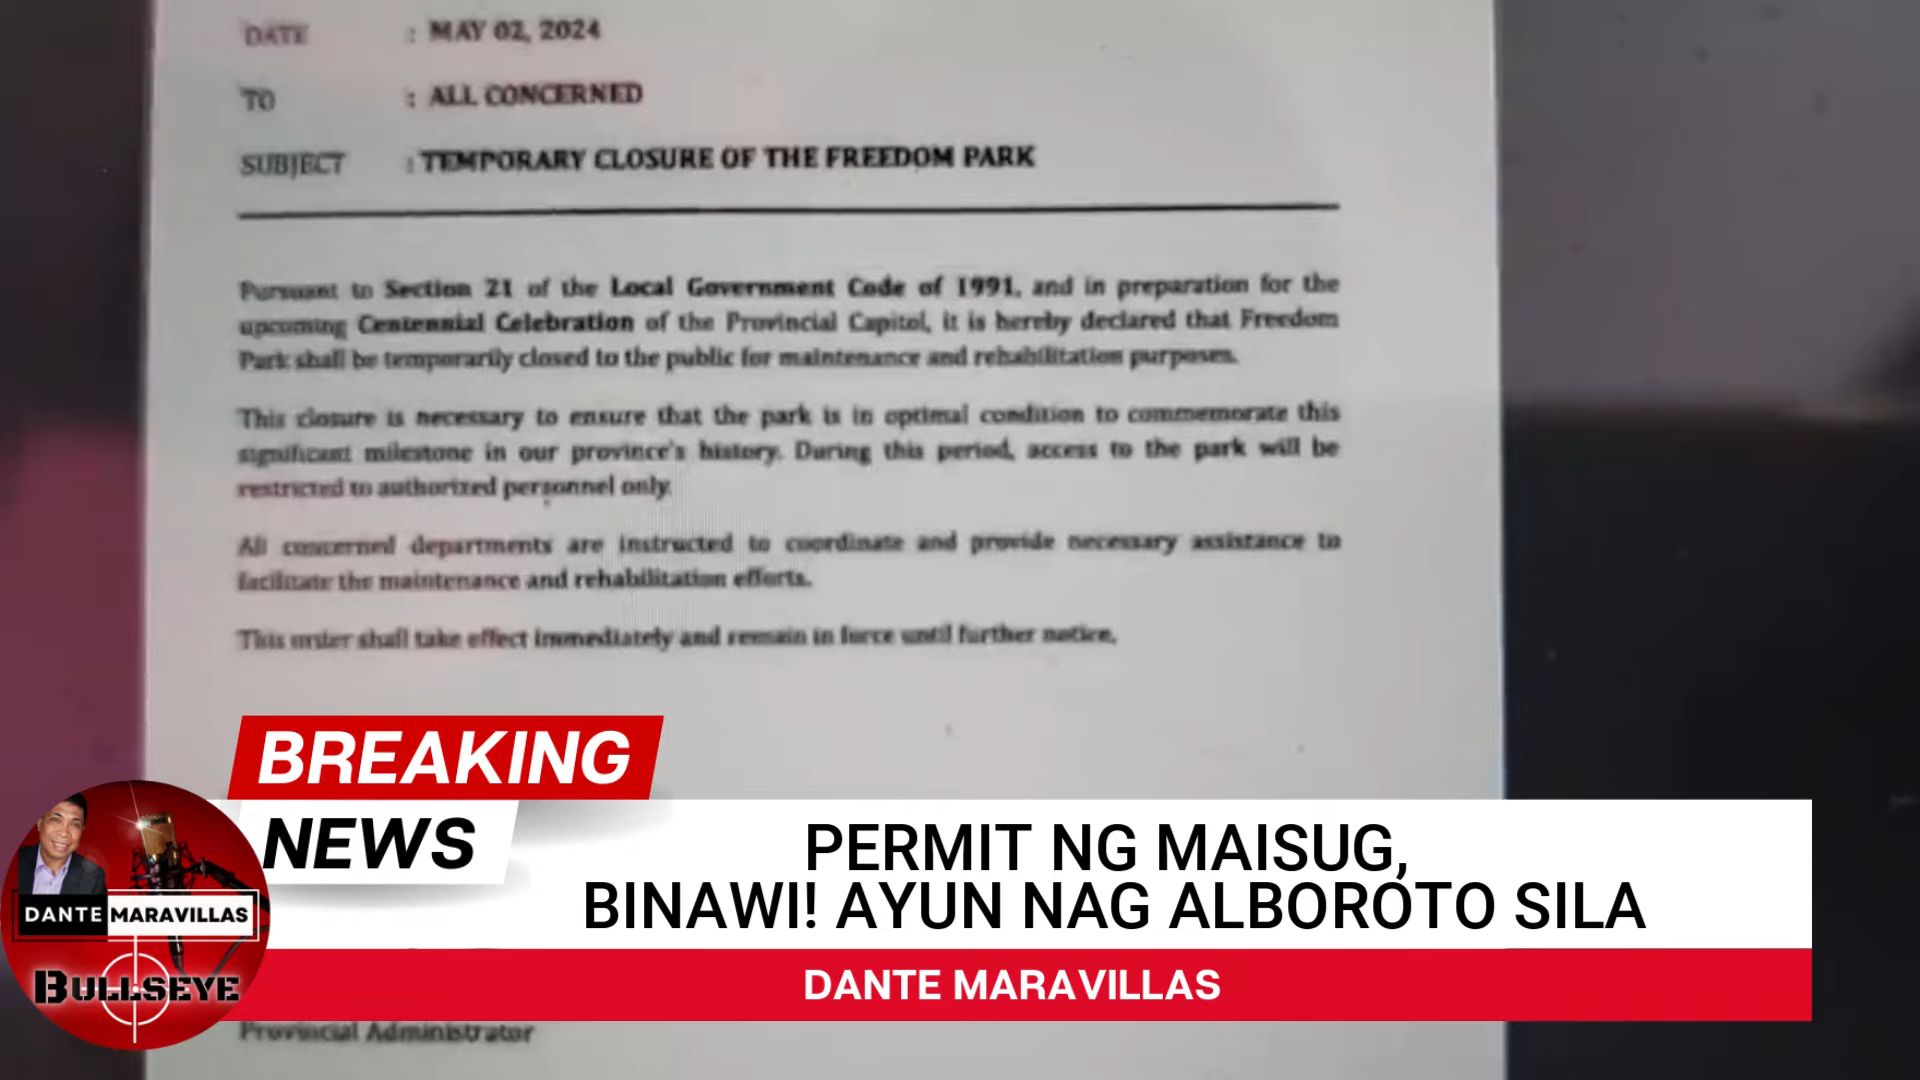 DATE : MAY 02, 2024
TO : ALL CONCERNED
SUBJECT : TEMPORARY CLOSURE OF THE FREEDOM PARK
Pursuant to Section 21 of the Local Government Code of 1991, and in preparation for the
upcoming Centennial Celebration of the Provincial Capitol, it is hereby declared that Freedom
Park shall be temporarily closed to the public for maintenance and rehabilitation purposes.
This closure is necessary to ensure that the park is in optimal condition to commemorate this
significant milestone in our province's history. During this period, access to the park will be
restricted to authorized personnel only.
All concerned departments are instructed to coordinate and provide necessary assistance to
facilitate the maintenance and rehabilitation efforts.
This order shall take effect immediately and remain in force until further notice.
BREAKING
NEWS
PERMIT NG MAISUG,
BINAWI! AYUN NAG ALBOROTO SILA
DANTE MARAVILLAS
DANTE MARAVILLAS
BULLSEYE
Provincial Administrator